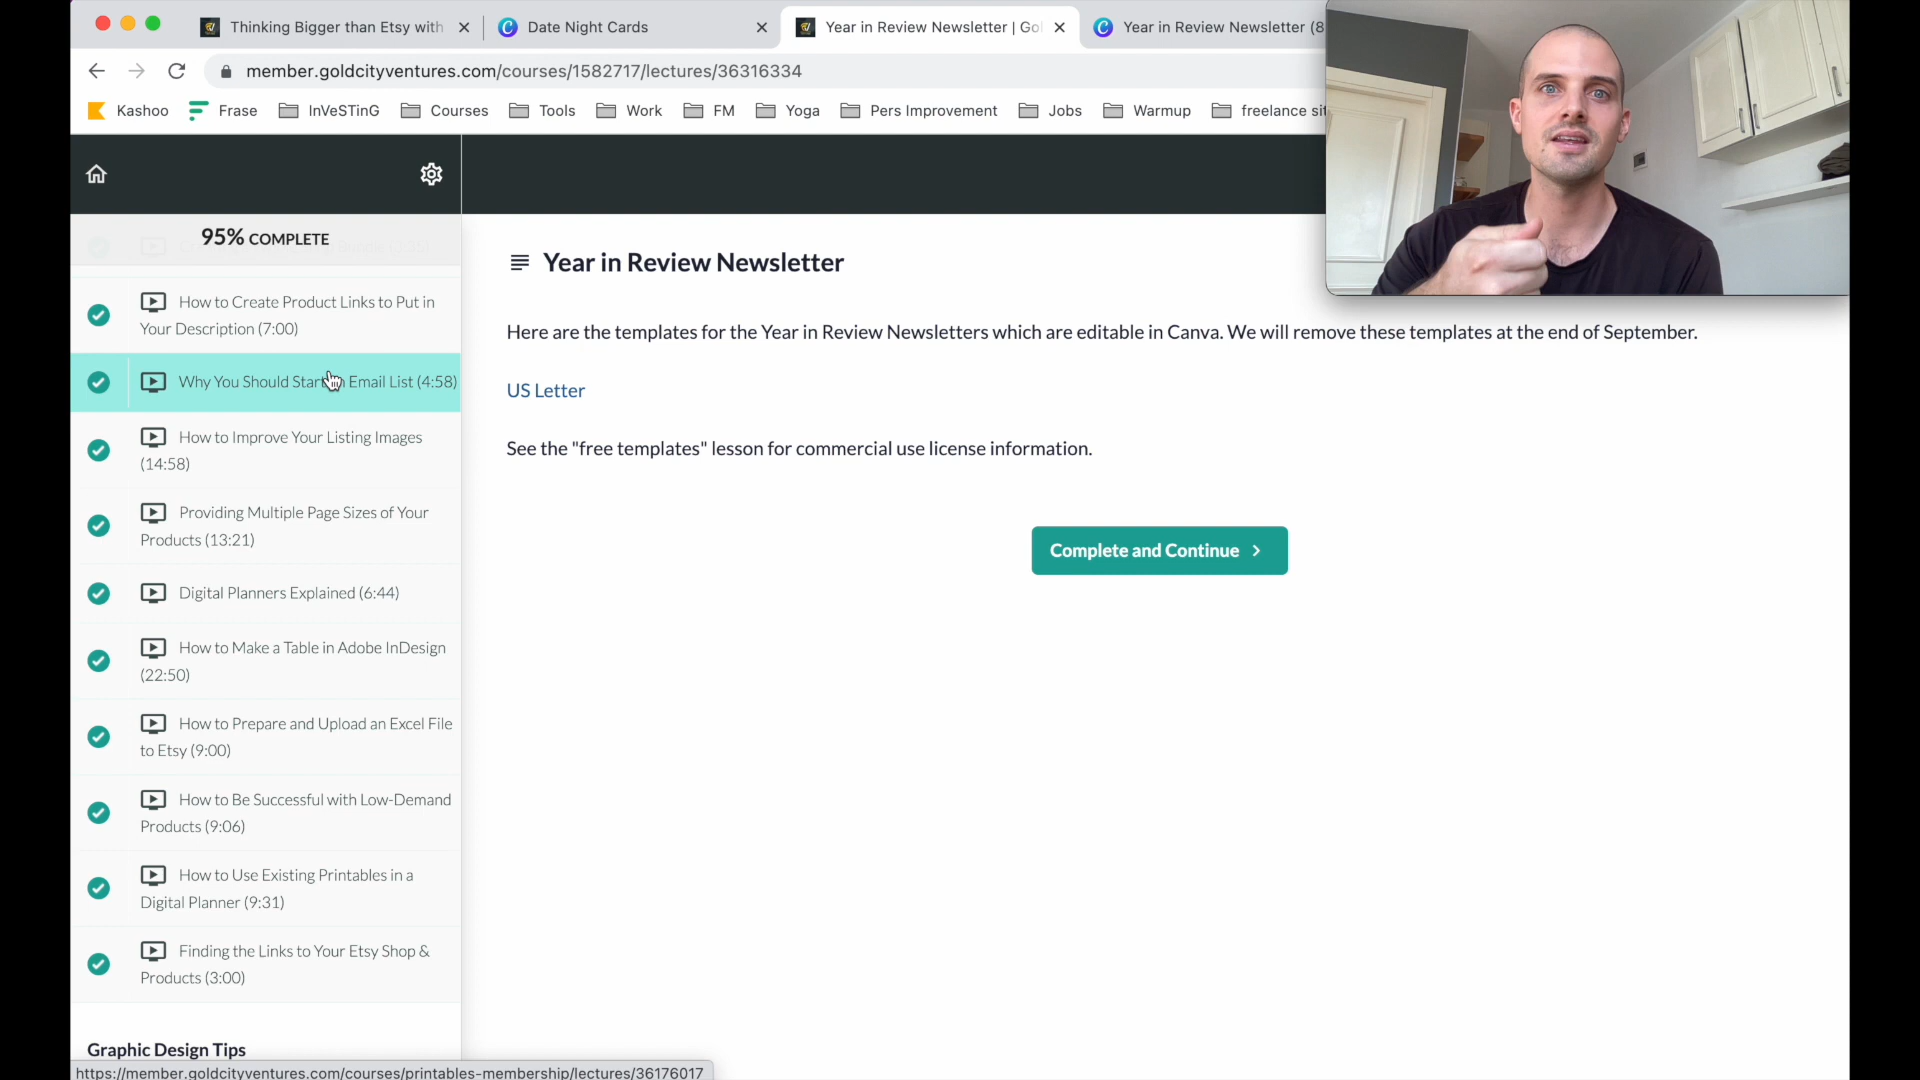 Thinking Bigger than Etsy with
Date Night Cards
Year in Review Newsletter | Go
Year in Review Newsletter (8
member.goldcityventures.com/courses/1582717/lectures/36316334
Kashoo
Frase
InVeSTinG
Courses
Tools
Work
FM
Yoga
Pers Improvement
Jobs
Warmup
freelance sit
95% COMPLETE
How to Create Product Links to Put in
Your Description (7:00)
Why You Should Start Email List (4:58)
How to Improve Your Listing Images
(14:58)
Providing Multiple Page Sizes of Your
Products (13:21)
Digital Planners Explained (6:44)
How to Make a Table in Adobe InDesign
(22:50)
How to Prepare and Upload an Excel File
to Etsy (9:00)
How to Be Successful with Low-Demand
Products (9:06)
How to Use Existing Printables in a
Digital Planner (9:31)
Finding the Links to Your Etsy Shop &
Products (3:00)
Graphic Design Tips
https://member.goldcityventures.com/courses/printables-membership/lectures/36176017
Year in Review Newsletter
Here are the templates for the Year in Review Newsletters which are editable in Canva. We will remove these templates at the end of September.
US Letter
See the "free templates" lesson for commercial use license information.
Complete and Continue